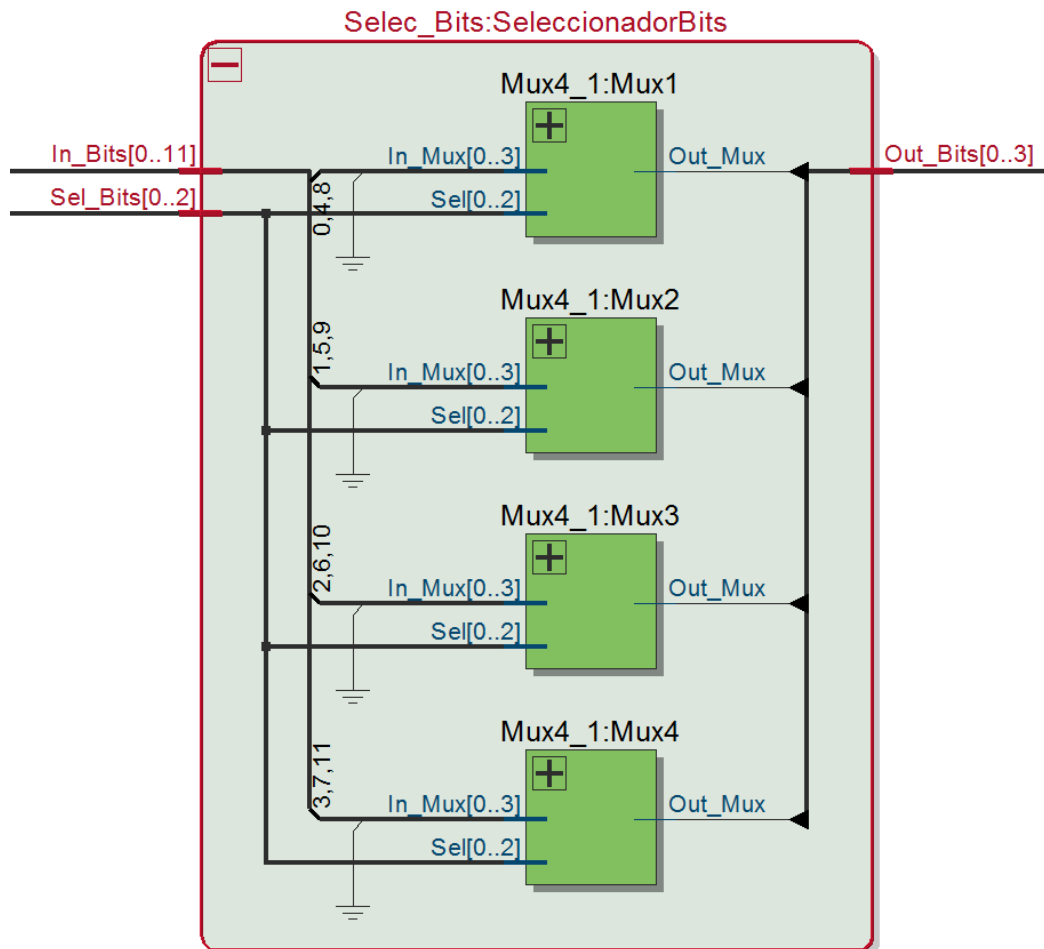 Selec_Bits:SeleccionadorBits
Mux4_1:Mux1
In_Bits[0..11]
In_Mux[0..3]
Out_Mux
Out_Bits[0..3]
Sel_Bits[0..2]
0,4,8
Sel[0..2]
Mux4_1:Mux2
1,5,9
In_Mux[0..3]
Out_Mux
Sel[0..2]
Mux4_1:Mux3
2,6,10
In_Mux[0..3]
Out_Mux
Sel[0..2]
Mux4_1:Mux4
3,7,11
In_Mux[0..3]
Out_Mux
Sel[0..2]